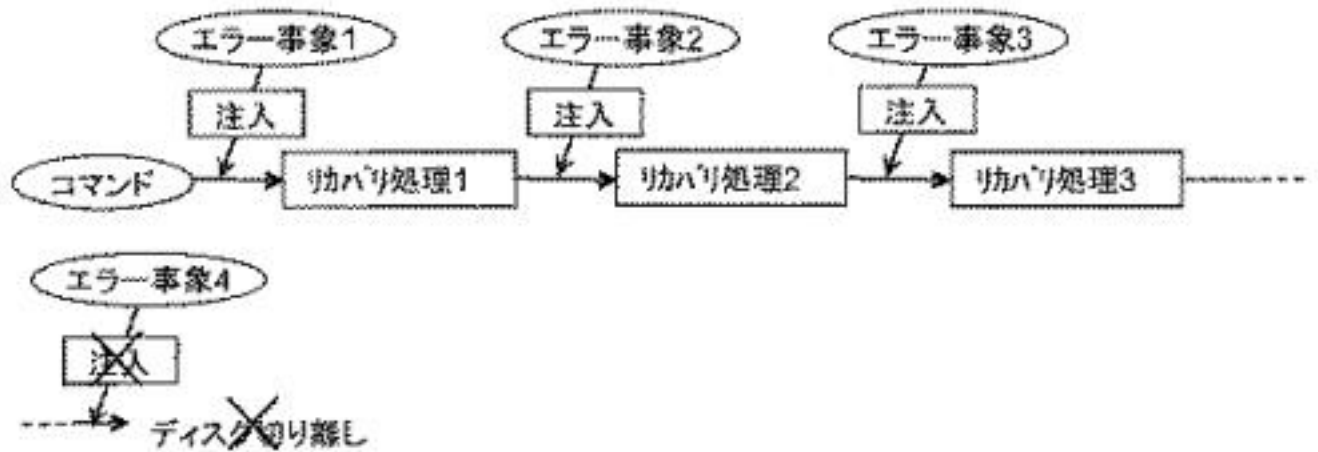 エラー事象1 エラー事象2 エラー事象3
注入 注入 注入
コマンド リカバリ処理1 リカバリ処理2 リカバリ処理3
エラー事象4
注入
ディスク切り離し